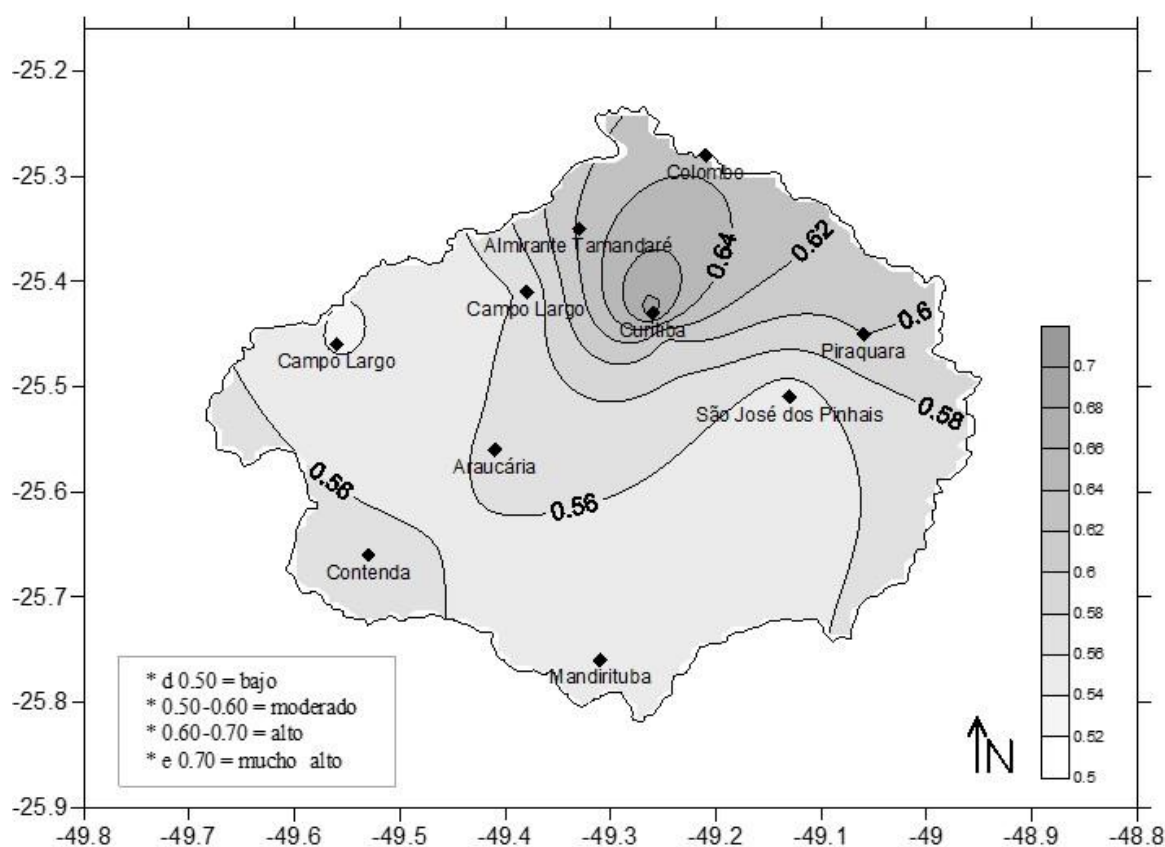 -25.2
-25.3
-25.4
-25.5
-25.6
-25.7
-25.8
-25.9
-49.8
-49.7
-49.6
-49.5
-49.4
-49.3
-49.2
-49.1
-49
-48.9
-48.8
Colombo
Almirante Tamandaré
0.64
0.62
Campo Largo
0.6
Curitiba
Piraquara
Campo Largo
0.58
São José dos Pinhais
Araucária
0.56
0.56
Contenda
Mandirituba
* d 0.50 = bajo
* 0.50-0.60 = moderado
* 0.60-0.70 = alto
* e 0.70 = mucho alto
N
0.7
0.68
0.66
0.64
0.62
0.6
0.58
0.56
0.54
0.52
0.5